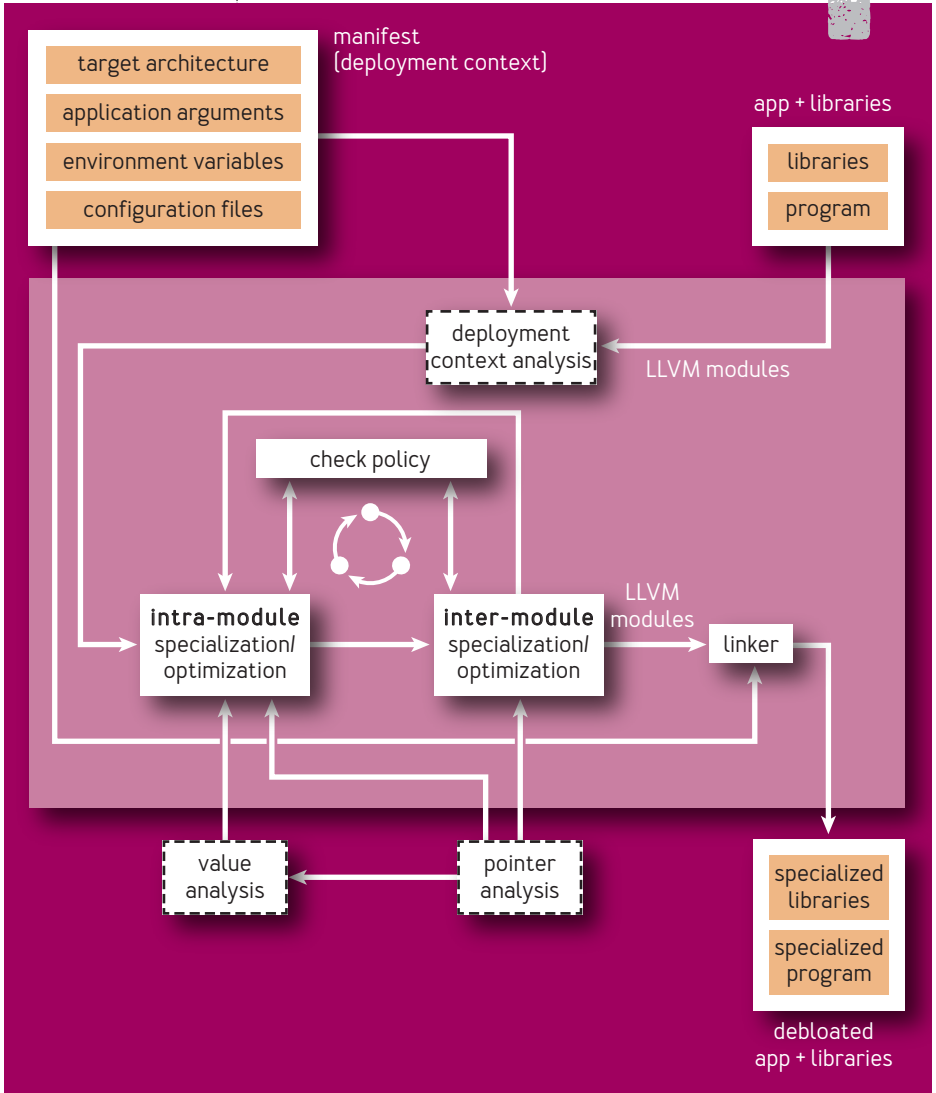 manifest
(deployment context)
target architecture
application arguments
environment variables
configuration files
app + libraries
libraries
program
deployment
context analysis
LLVM modules
check policy
intra-module
specialization/
optimization
inter-module
specialization/
optimization
LLVM
modules
linker
value
analysis
pointer
analysis
specialized
libraries
specialized
program
debloated
app + libraries